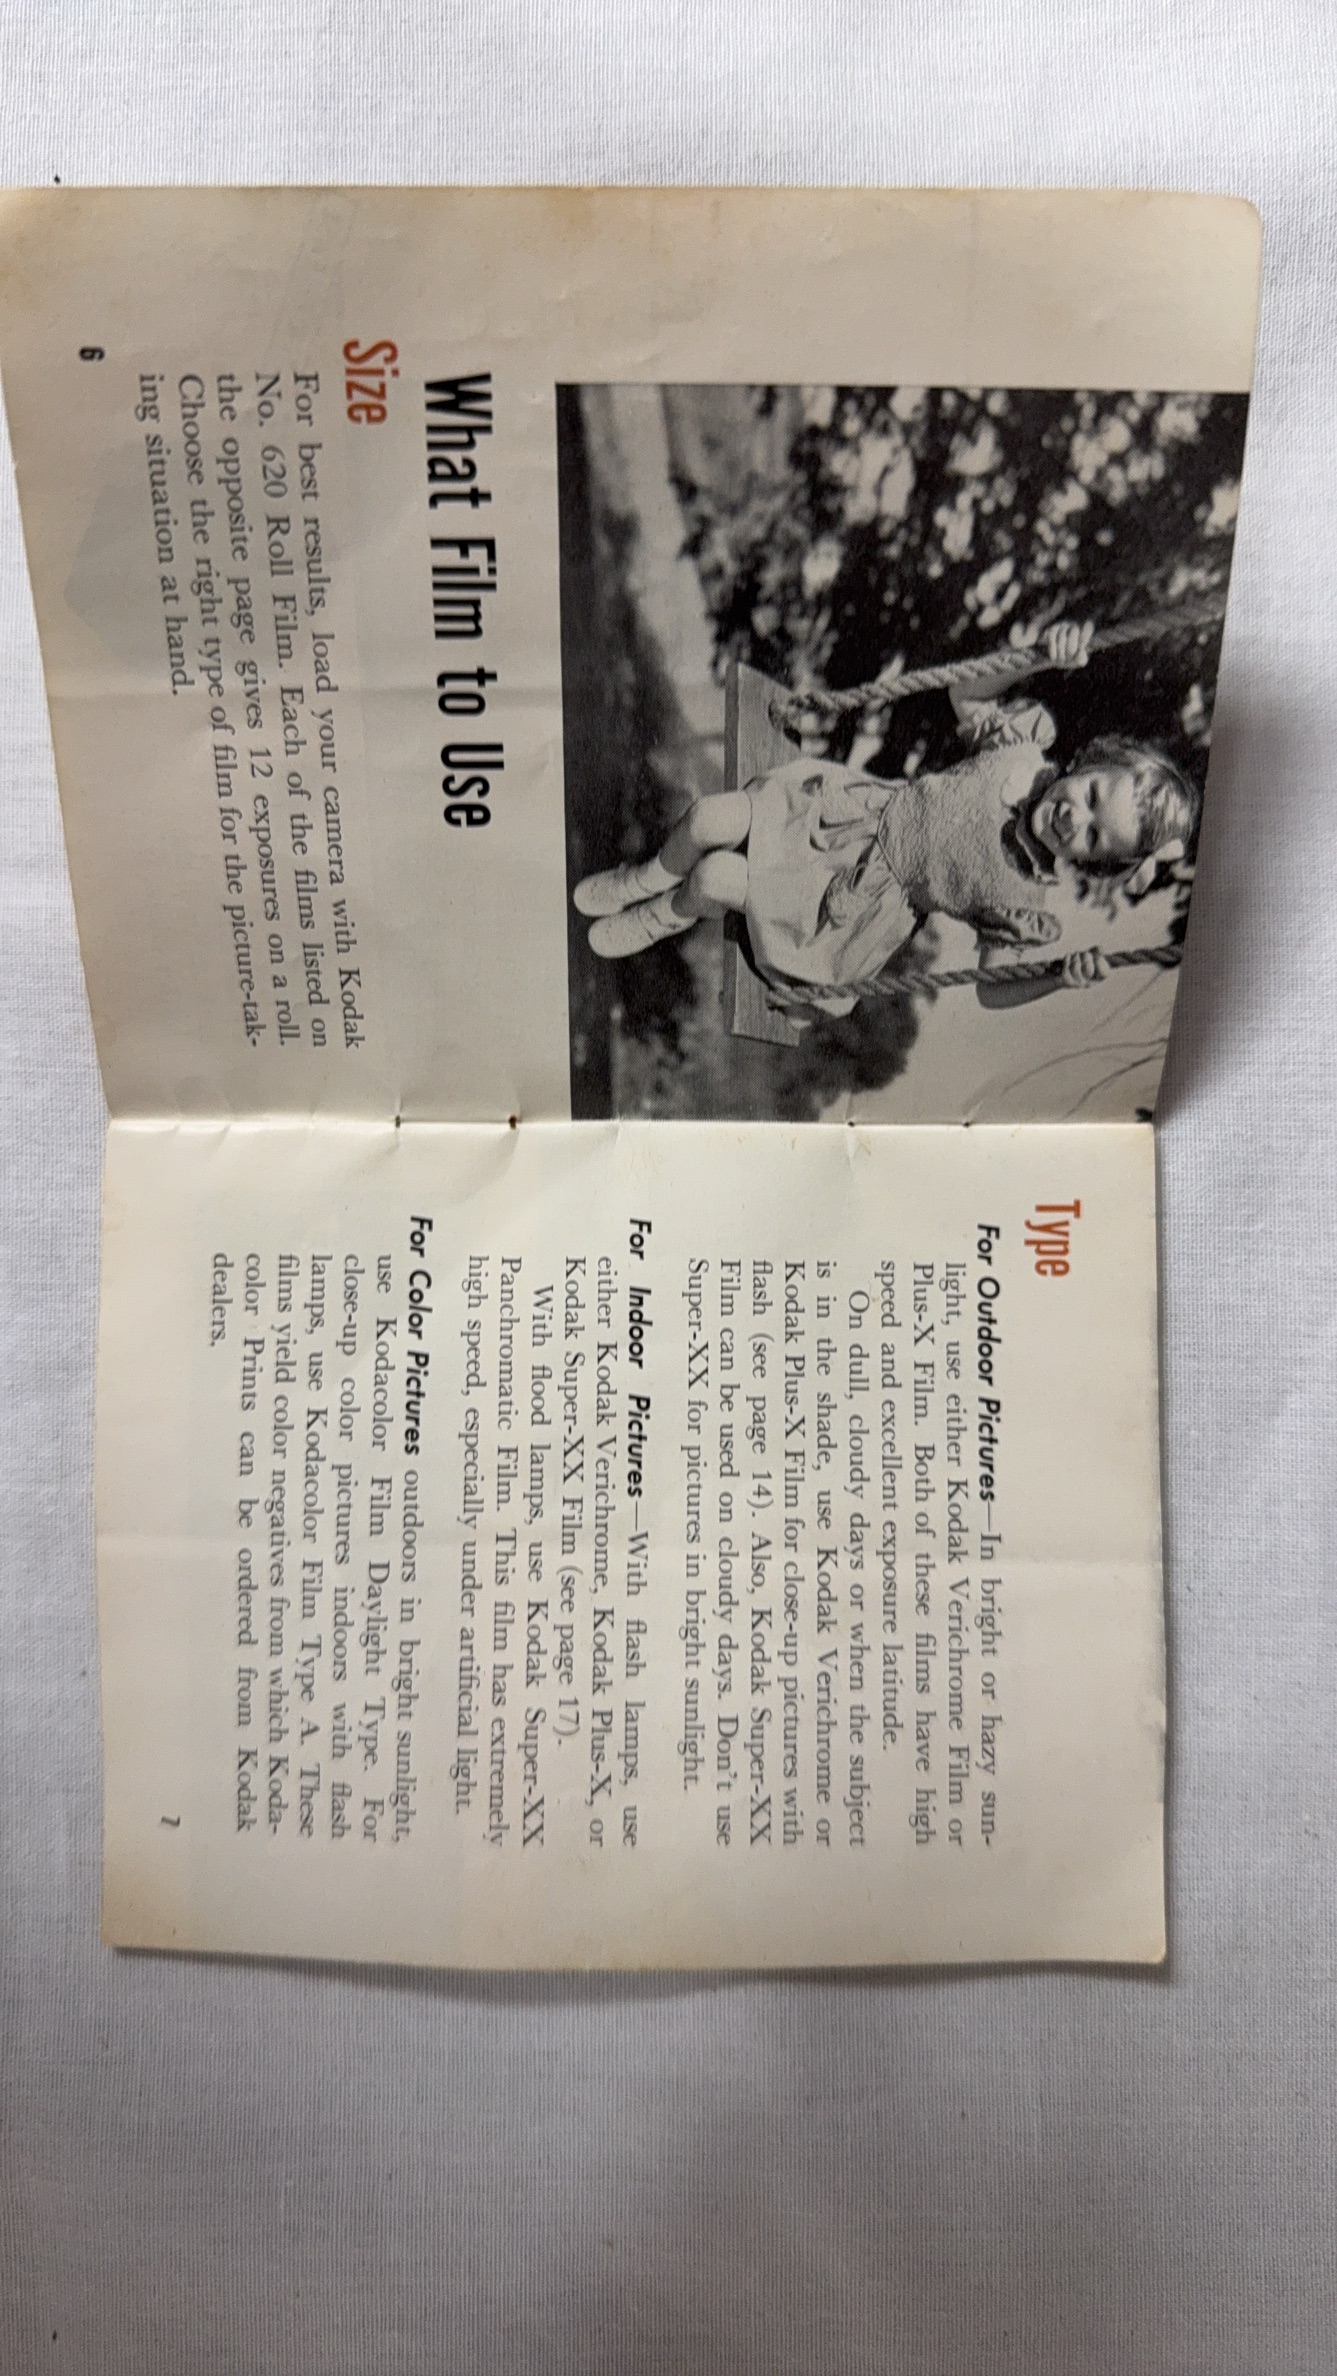 What Film to Use
Size
For best results, load your camera with Kodak
No. 620 Roll Film. Each of the films listed on
the opposite page gives 12 exposures on a roll.
Choose the right type of film for the picture-tak-
ing situation at hand.
6
Type
For Outdoor Pictures—In bright or hazy sun-
light, use either Kodak Verichrome Film or
Plus-X Film. Both of these films have high
speed and excellent exposure latitude.
On dull, cloudy days or when the subject
is in the shade, use Kodak Verichrome or
Kodak Plus-X Film for close-up pictures with
flash (see page 14). Also, Kodak Super-XX
Film can be used on cloudy days. Don't use
Super-XX for pictures in bright sunlight.
For Indoor Pictures—With flash lamps, use
either Kodak Verichrome, Kodak Plus-X, or
Kodak Super-XX Film (see page 17).
With flood lamps, use Kodak Super-XX
Panchromatic Film. This film has extremely
high speed, especially under artificial light.
For Color Pictures outdoors in bright sunlight,
use Kodacolor Film Daylight Type. For
close-up color pictures indoors with flash
lamps, use Kodacolor Film Type A. These
films yield color negatives from which Koda-
color Prints can be ordered from Kodak
dealers.
7